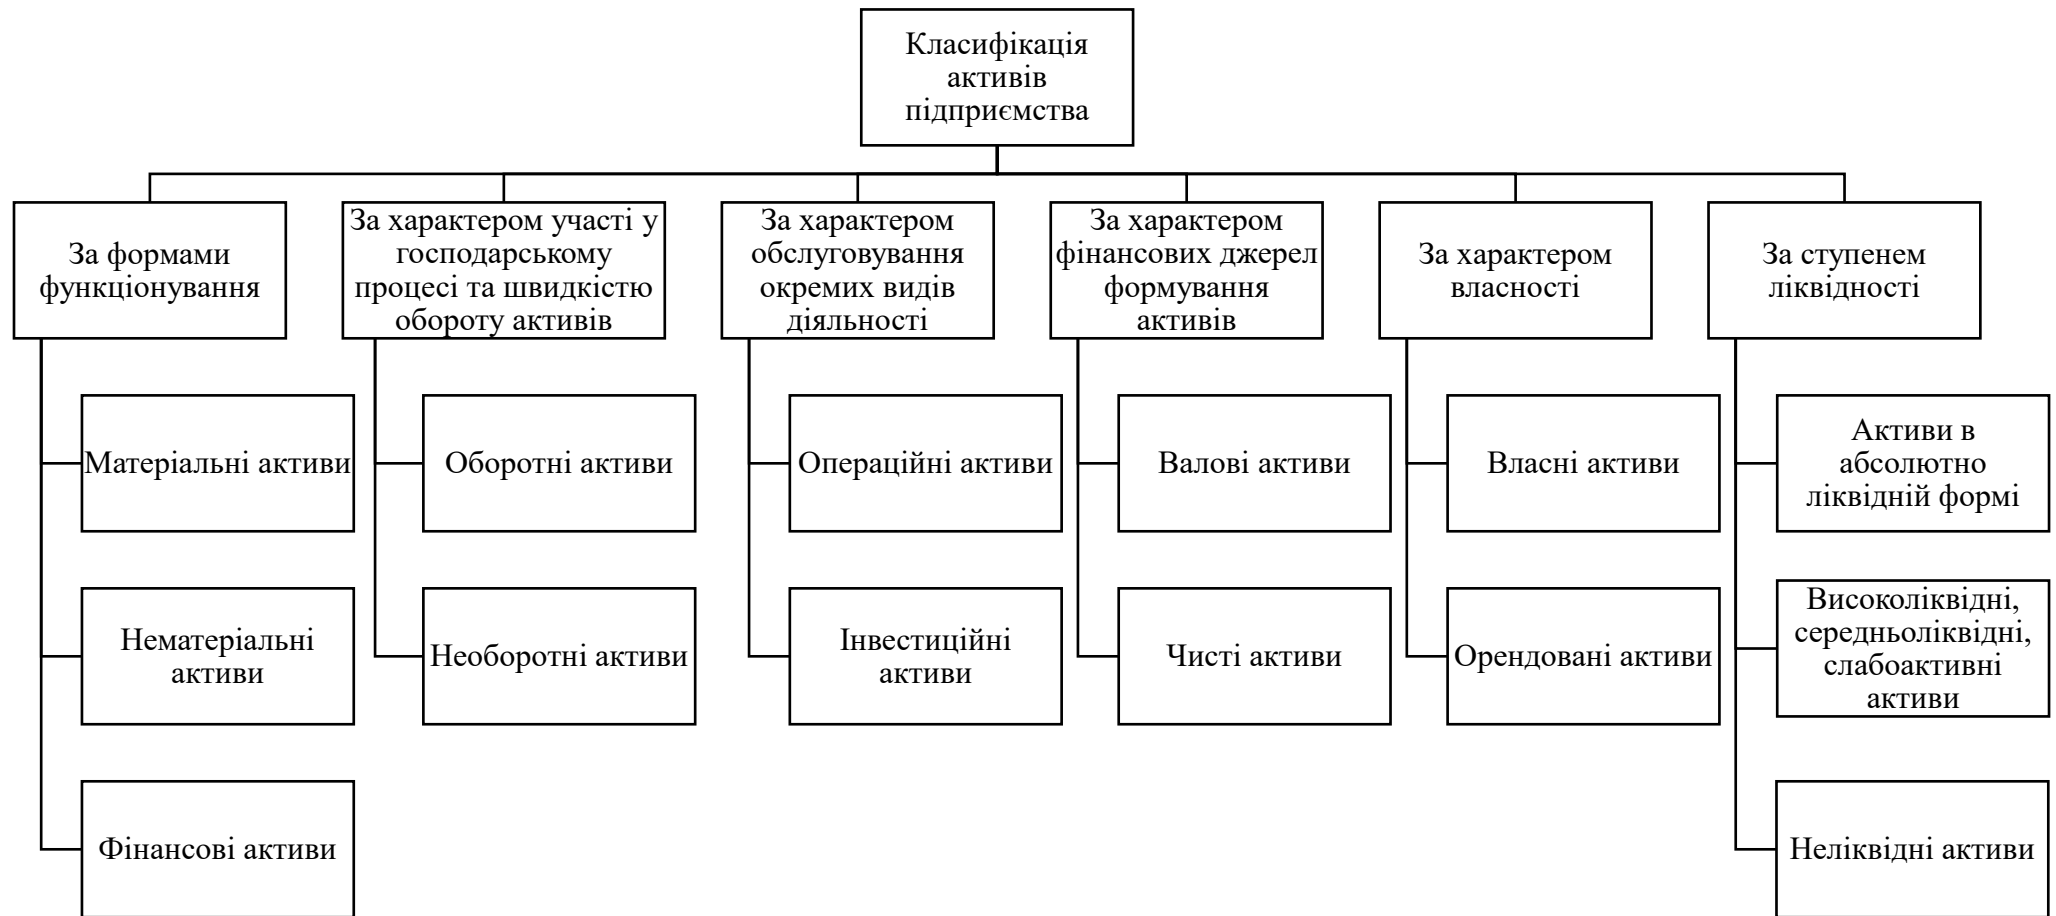 Класифікація
активів
підприємства
За формами
функціонування
За характером участі у
господарському
процесі та швидкістю
обороту активів
За характером
обслуговування
окремих видів
діяльності
За характером
фінансових джерел
формування
активів
За характером
власності
За ступенем
ліквідності
Матеріальні активи
Нематеріальні
активи
Фінансові активи
Оборотні активи
Необоротні активи
Операційні активи
Інвестиційні
активи
Валові активи
Чисті активи
Власні активи
Орендовані активи
Активи в
абсолютно
ліквідній формі
Високоліквідні,
середньоліквідні,
слабоактивні
активи
Неліквідні активи